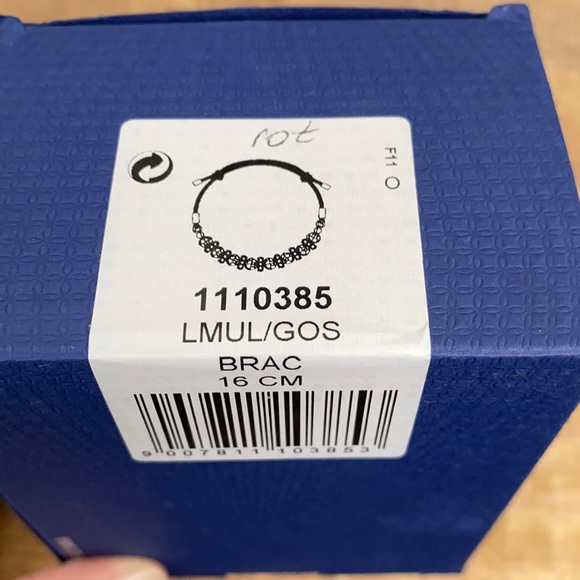 rot
F11
1110385
LMUL/GOS
BRAC
16 CM
9 007811 103853